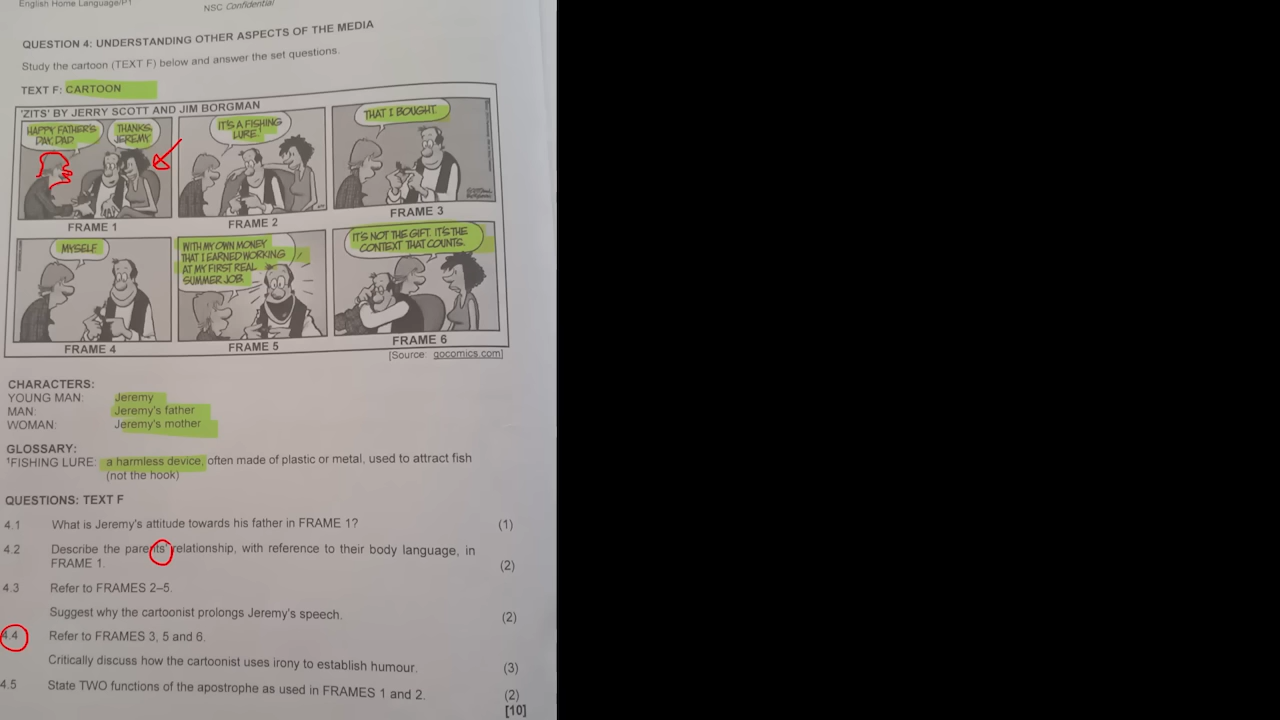 English Home Language/P1
NSC Confidential
QUESTION 4: UNDERSTANDING OTHER ASPECTS OF THE MEDIA
Study the cartoon (TEXT F) below and answer the set questions.
TEXT F: CARTOON
'ZITS' BY JERRY SCOTT AND JIM BORGMAN
HAPPY FATHER'S
DAY, DAD.
THANKS,
JEREMY.
IT'S A FISHING
LURE¹
THAT I BOUGHT.
FRAME 1
FRAME 2
FRAME 3
MYSELF.
WITH MY OWN MONEY
THAT I EARNED WORKING
AT MY FIRST REAL
SUMMER JOB.
IT'S NOT THE GIFT. IT'S THE
CONTEXT THAT COUNTS.
FRAME 4
FRAME 5
FRAME 6
[Source: gocomics.com]
CHARACTERS:
YOUNG MAN: Jeremy
MAN: Jeremy's father
WOMAN: Jeremy's mother
GLOSSARY:
¹FISHING LURE: a harmless device, often made of plastic or metal, used to attract fish
(not the hook)
QUESTIONS: TEXT F
4.1 What is Jeremy's attitude towards his father in FRAME 1? (1)
4.2 Describe the parents' relationship, with reference to their body language, in
FRAME 1. (2)
4.3 Refer to FRAMES 2–5.
Suggest why the cartoonist prolongs Jeremy's speech. (2)
4.4 Refer to FRAMES 3, 5 and 6.
Critically discuss how the cartoonist uses irony to establish humour. (3)
4.5 State TWO functions of the apostrophe as used in FRAMES 1 and 2. (2)
[10]